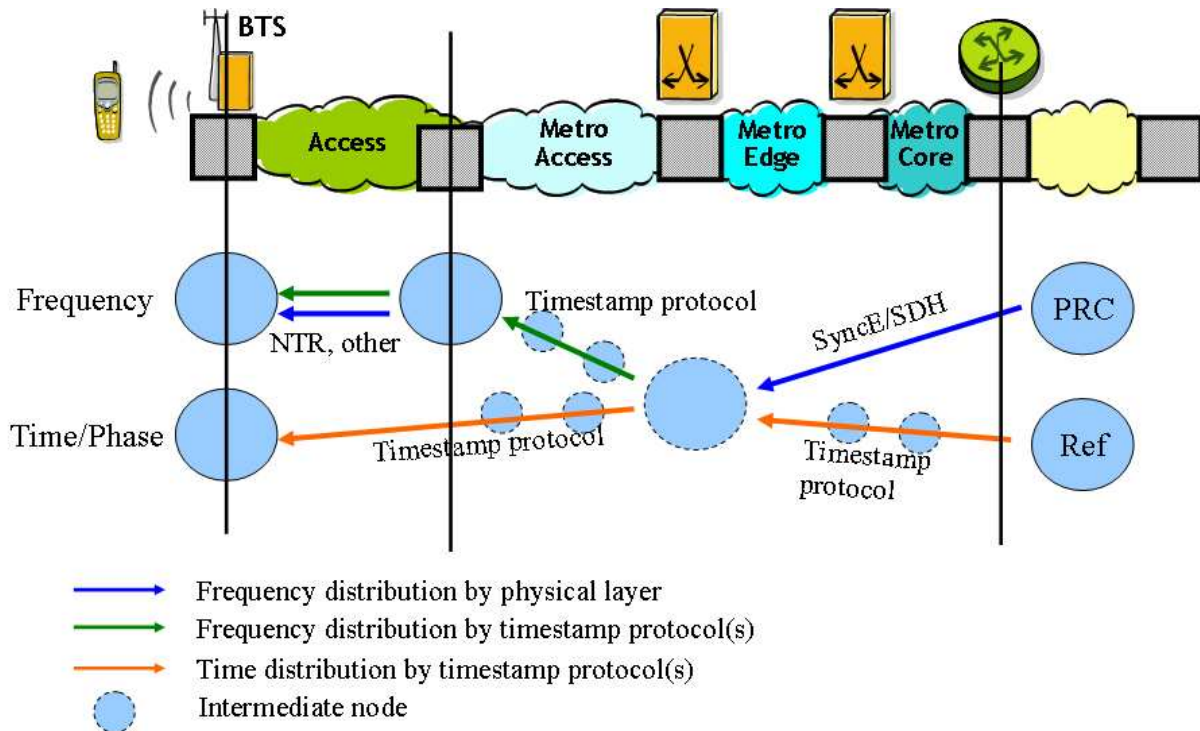 BTS
Access
Metro
Access
Metro
Edge
Metro
Core
Frequency
NTR, other
Timestamp protocol
SyncE/SDH
PRC
Time/Phase
Timestamp protocol
Timestamp
protocol
Ref
Frequency distribution by physical layer
Frequency distribution by timestamp protocol(s)
Time distribution by timestamp protocol(s)
Intermediate node